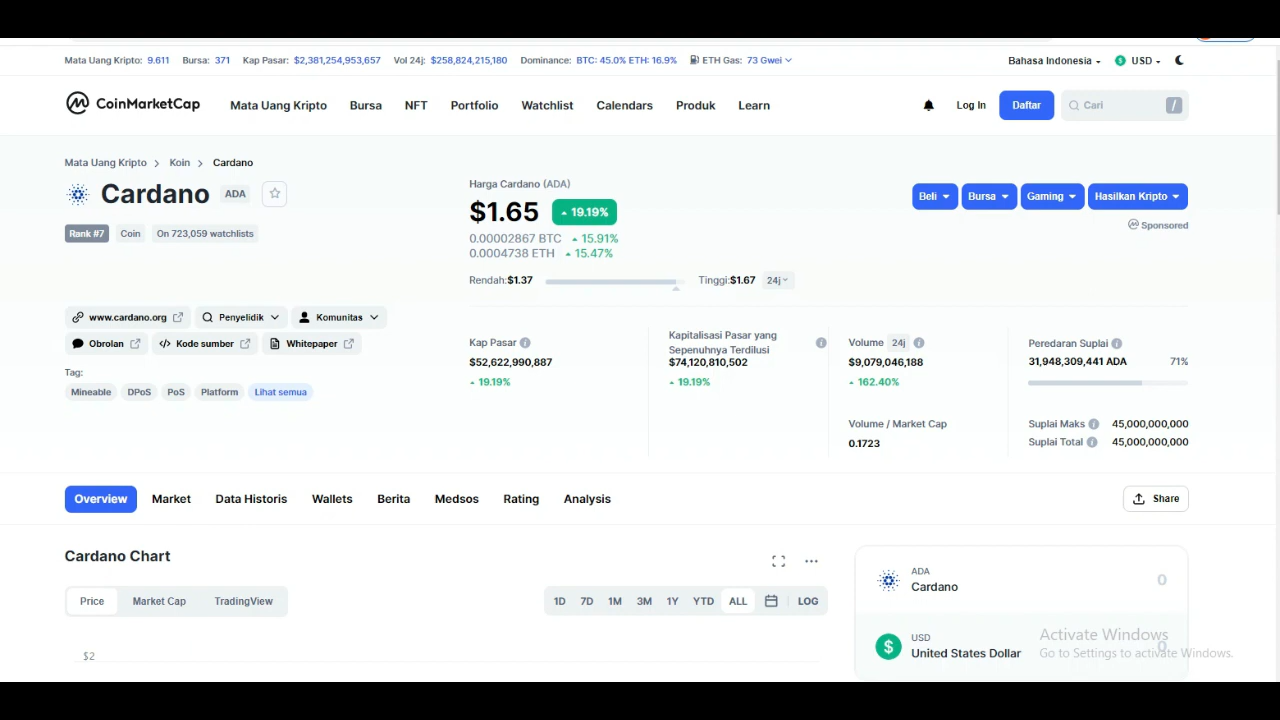 Mata Uang Kripto: 9.611 Bursa: 371 Kap Pasar: $2,381,254,953,657 Vol 24j: $258,824,215,180 Dominance: BTC: 45.0% ETH: 16.9% ETH Gas: 73 Gwei Bahasa Indonesia USD
CoinMarketCap Mata Uang Kripto Bursa NFT Portfolio Watchlist Calendars Produk Learn Log In Daftar Cari /
Mata Uang Kripto > Koin > Cardano
Cardano ADA
Rank #7 Coin On 723,059 watchlists
Harga Cardano (ADA)
$1.65 19.19%
0.00002867 BTC 15.91%
0.0004738 ETH 15.47%
Rendah:$1.37 Tinggi:$1.67 24j
Beli Bursa Gaming Hasilkan Kripto
Sponsored
www.cardano.org Penyelidik Komunitas
Obrolan Kode sumber Whitepaper
Tag:
Mineable DPoS PoS Platform Lihat semua
Kap Pasar
$52,622,990,887
19.19%
Kapitalisasi Pasar yang
Sepenuhnya Terdilusi
$74,120,810,502
19.19%
Volume 24j
$9,079,046,188
162.40%
Volume / Market Cap
0.1723
Peredaran Suplai
31,948,309,441 ADA 71%
Suplai Maks 45,000,000,000
Suplai Total 45,000,000,000
Overview Market Data Historis Wallets Berita Medsos Rating Analysis Share
Cardano Chart
Price Market Cap TradingView 1D 7D 1M 3M 1Y YTD ALL LOG
$2
ADA
Cardano 0
USD
United States Dollar 0
Activate Windows
Go to Settings to activate Windows.